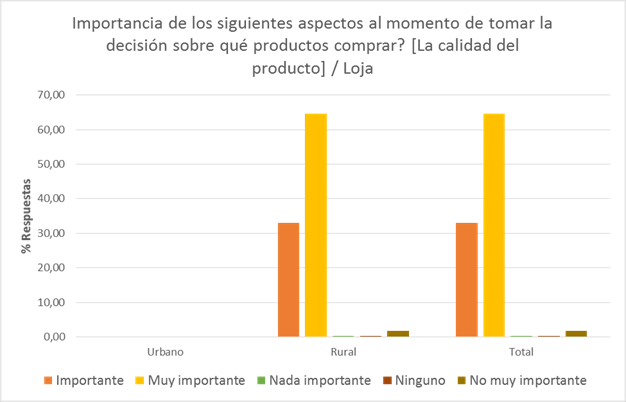 Importancia de los siguientes aspectos al momento de tomar la
decisión sobre qué productos comprar? [La calidad del
producto] / Loja
% Respuestas
70,00
60,00
50,00
40,00
30,00
20,00
10,00
0,00
Urbano Rural Total
Importante Muy importante Nada importante Ninguno No muy importante